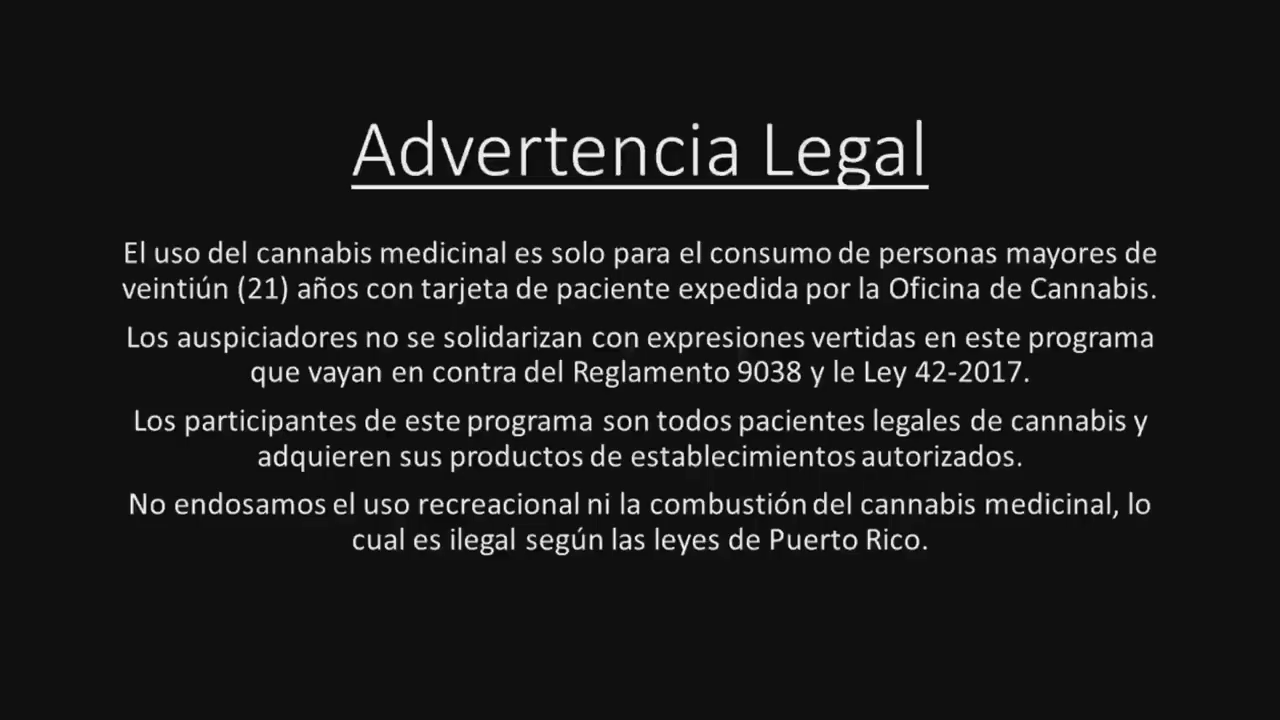 Advertencia Legal
El uso del cannabis medicinal es solo para el consumo de personas mayores de
veintiún (21) años con tarjeta de paciente expedida por la Oficina de Cannabis.
Los auspiciadores no se solidarizan con expresiones vertidas en este programa
que vayan en contra del Reglamento 9038 y le Ley 42-2017.
Los participantes de este programa son todos pacientes legales de cannabis y
adquieren sus productos de establecimientos autorizados.
No endosamos el uso recreacional ni la combustión del cannabis medicinal, lo
cual es ilegal según las leyes de Puerto Rico.